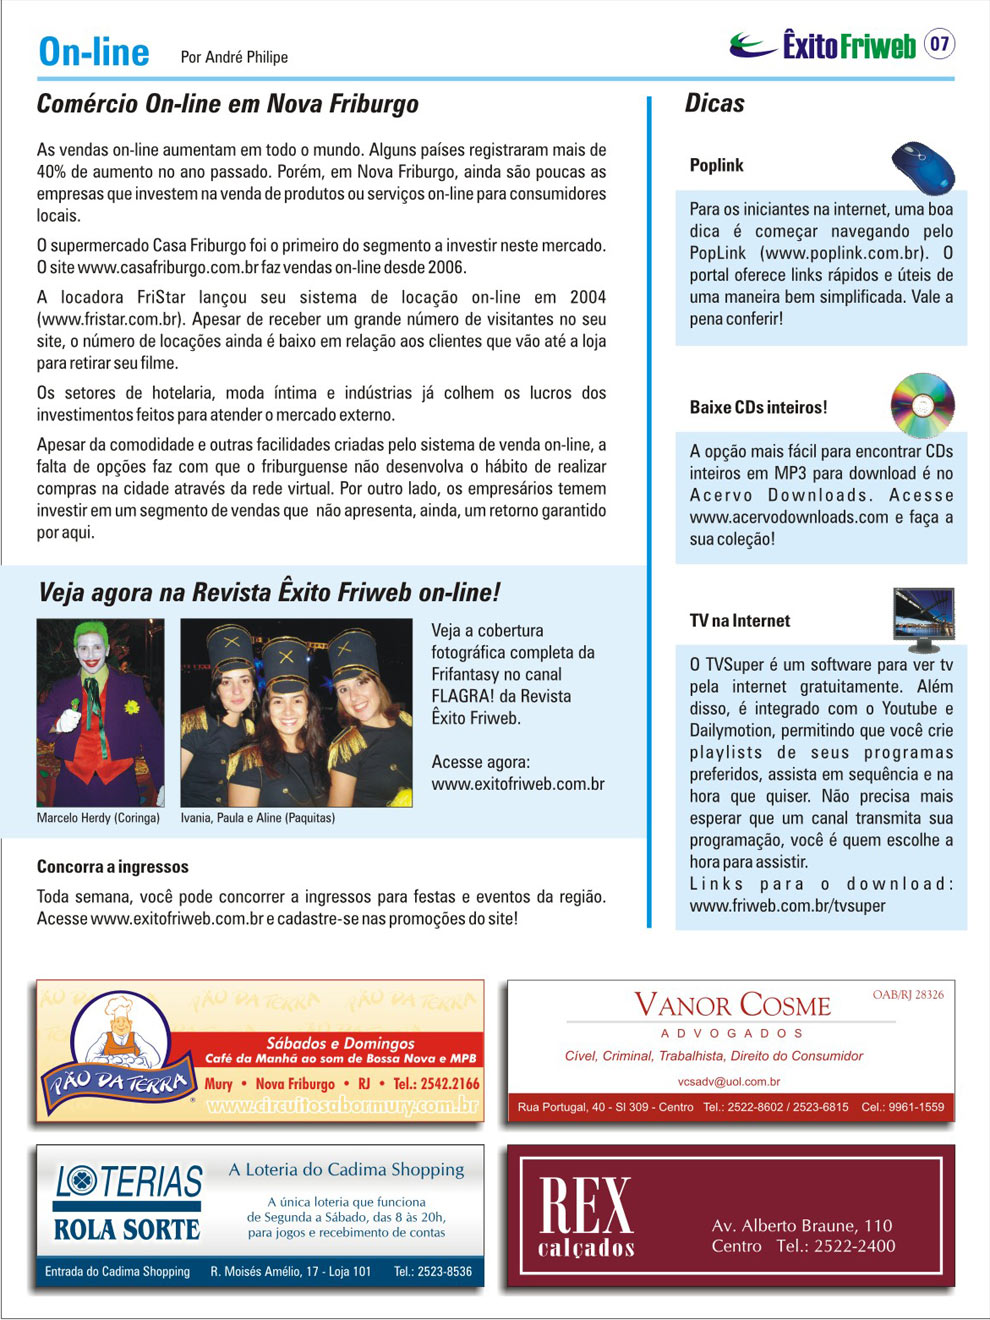 On-line
Por André Philipe
Êxito Friweb
07
Comércio On-line em Nova Friburgo
As vendas on-line aumentam em todo o mundo. Alguns países registraram mais de
40% de aumento no ano passado. Porém, em Nova Friburgo, ainda são poucas as
empresas que investem na venda de produtos ou serviços on-line para consumidores
locais.
O supermercado Casa Friburgo foi o primeiro do segmento a investir neste mercado.
O site www.casafriburgo.com.br faz vendas on-line desde 2006.
A locadora FriStar lançou seu sistema de locação on-line em 2004
(www.fristar.com.br). Apesar de receber um grande número de visitantes no seu
site, o número de locações ainda é baixo em relação aos clientes que vão até a loja
para retirar seu filme.
Os setores de hotelaria, moda íntima e indústrias já colhem os lucros dos
investimentos feitos para atender o mercado externo.
Apesar da comodidade e outras facilidades criadas pelo sistema de venda on-line, a
falta de opções faz com que o friburguense não desenvolva o hábito de realizar
compras na cidade através da rede virtual. Por outro lado, os empresários temem
investir em um segmento de vendas que não apresenta, ainda, um retorno garantido
por aqui.
Veja agora na Revista Êxito Friweb on-line!
Marcelo Herdy (Coringa)
Ivania, Paula e Aline (Paquitas)
Veja a cobertura
fotográfica completa da
Frifantasy no canal
FLAGRA! da Revista
Êxito Friweb.
Acesse agora:
www.exitofriweb.com.br
Concorra a ingressos
Toda semana, você pode concorrer a ingressos para festas e eventos da região.
Acesse www.exitofriweb.com.br e cadastre-se nas promoções do site!
Dicas
Poplink
Para os iniciantes na internet, uma boa
dica é começar navegando pelo
PopLink (www.poplink.com.br). O
portal oferece links rápidos e úteis de
uma maneira bem simplificada. Vale a
pena conferir!
Baixe CDs inteiros!
A opção mais fácil para encontrar CDs
inteiros em MP3 para download é no
Acervo Downloads. Acesse
www.acervodownloads.com e faça a
sua coleção!
TV na Internet
O TVSuper é um software para ver tv
pela internet gratuitamente. Além
disso, é integrado com o Youtube e
Dailymotion, permitindo que você crie
playlists de seus programas
preferidos, assista em sequência e na
hora que quiser. Não precisa mais
esperar que um canal transmita sua
programação, você é quem escolhe a
hora para assistir.
Links para o download:
www.friweb.com.br/tvsuper
PÃO DA TERRA PÃO DA TERRA PÃO DA TERRA
PÃO DA TERRA
®
Sábados e Domingos
Café da Manhã ao som de Bossa Nova e MPB
Mury • Nova Friburgo • RJ • Tel.: 2542.2166
www.circuitosabormury.com.br
VANOR COSME
OAB/RJ 28326
ADVOGADOS
Cível, Criminal, Trabalhista, Direito do Consumidor
vcsadv@uol.com.br
Rua Portugal, 40 - Sl 309 - Centro Tel.: 2522-8602 / 2523-6815 Cel.: 9961-1559
LOTERIAS
ROLA SORTE
A Loteria do Cadima Shopping
A única loteria que funciona
de Segunda a Sábado, das 8 às 20h,
para jogos e recebimento de contas
Entrada do Cadima Shopping R. Moisés Amélio, 17 - Loja 101 Tel.: 2523-8536
REX
calçados
Av. Alberto Braune, 110
Centro Tel.: 2522-2400